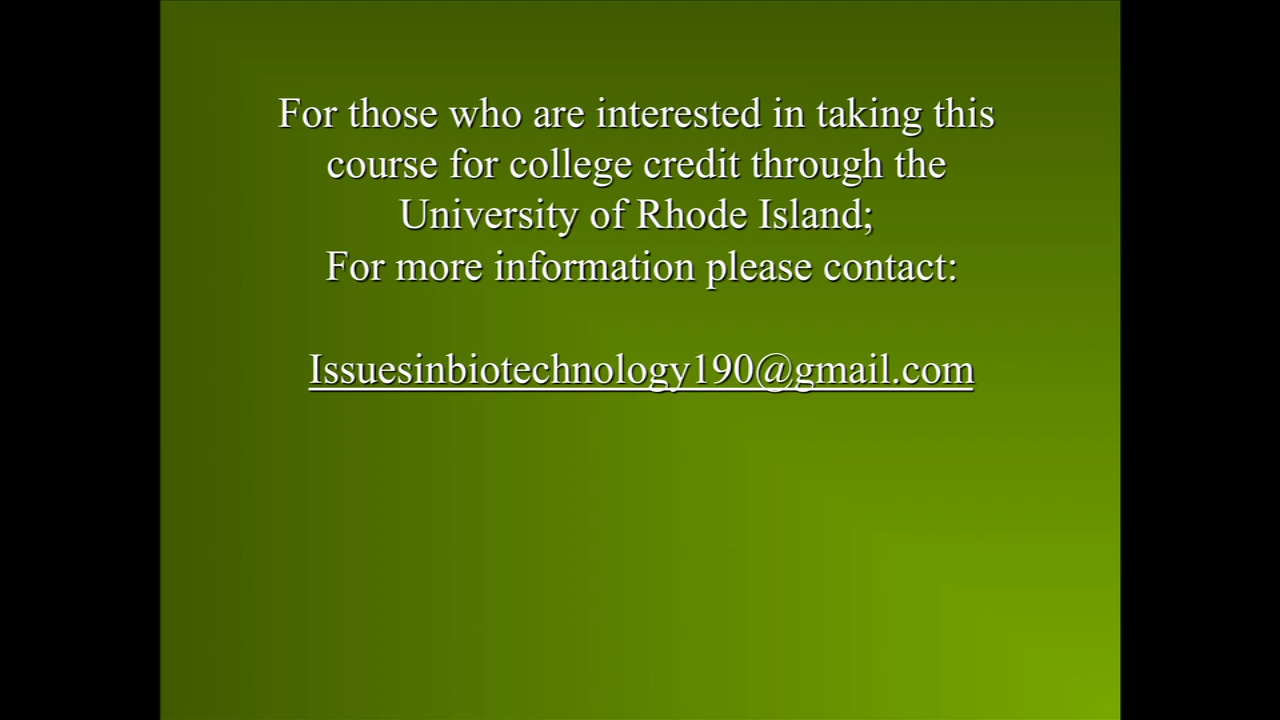 For those who are interested in taking this
course for college credit through the
University of Rhode Island;
For more information please contact:
Issuesinbiotechnology190@gmail.com